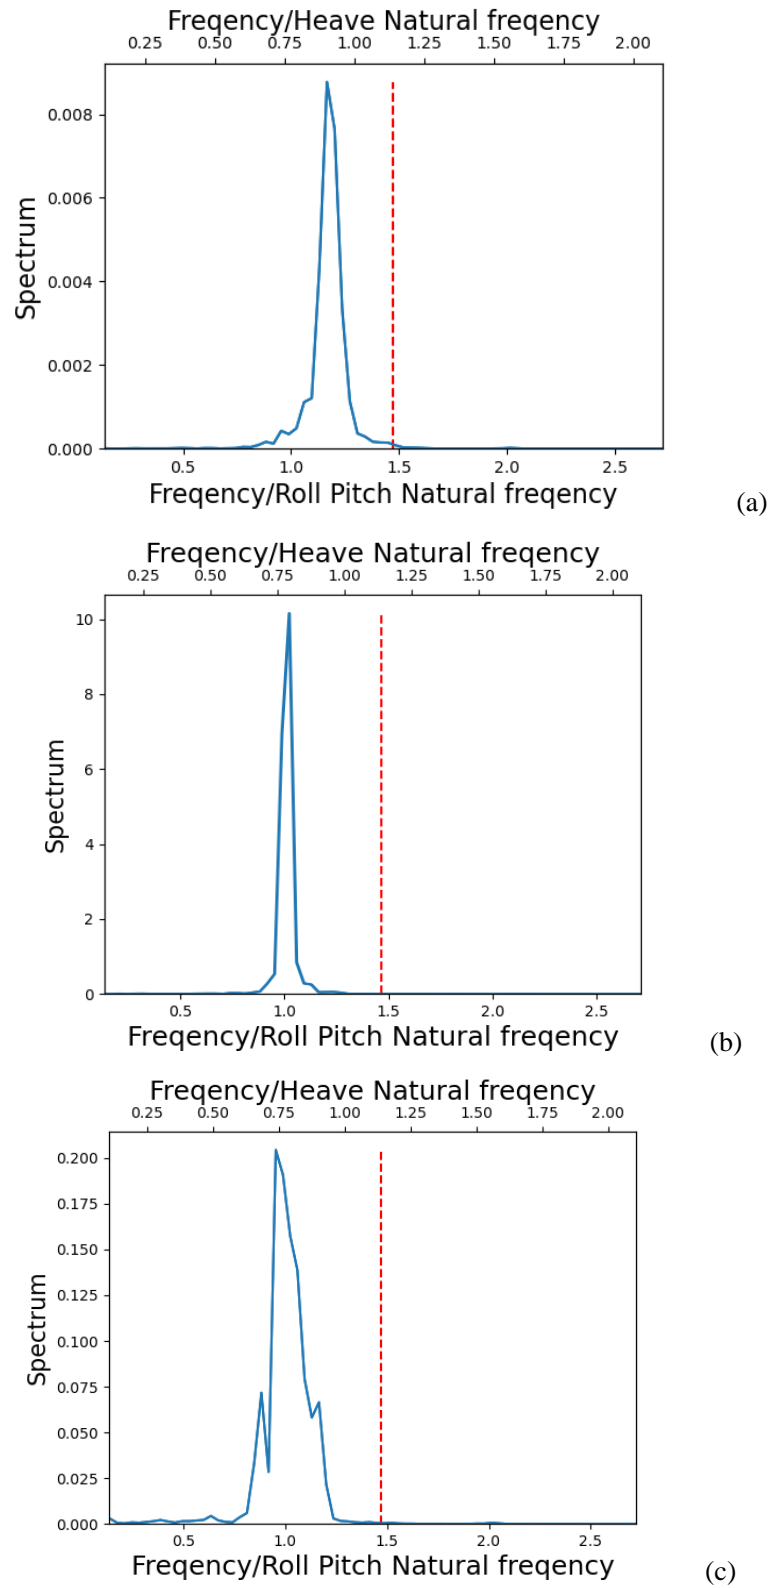 Freqency/Heave Natural freqency
0.25 0.50 0.75 1.00 1.25 1.50 1.75 2.00
0.008
0.006
Spectrum
0.004
0.002
0.000
0.5 1.0 1.5 2.0 2.5
Freqency/Roll Pitch Natural freqency
(a)
Freqency/Heave Natural freqency
0.25 0.50 0.75 1.00 1.25 1.50 1.75 2.00
10
8
6
Spectrum
4
2
0
0.5 1.0 1.5 2.0 2.5
Freqency/Roll Pitch Natural freqency
(b)
Freqency/Heave Natural freqency
0.25 0.50 0.75 1.00 1.25 1.50 1.75 2.00
0.200
0.175
0.150
0.125
Spectrum
0.100
0.075
0.050
0.025
0.000
0.5 1.0 1.5 2.0 2.5
Freqency/Roll Pitch Natural freqency
(c)